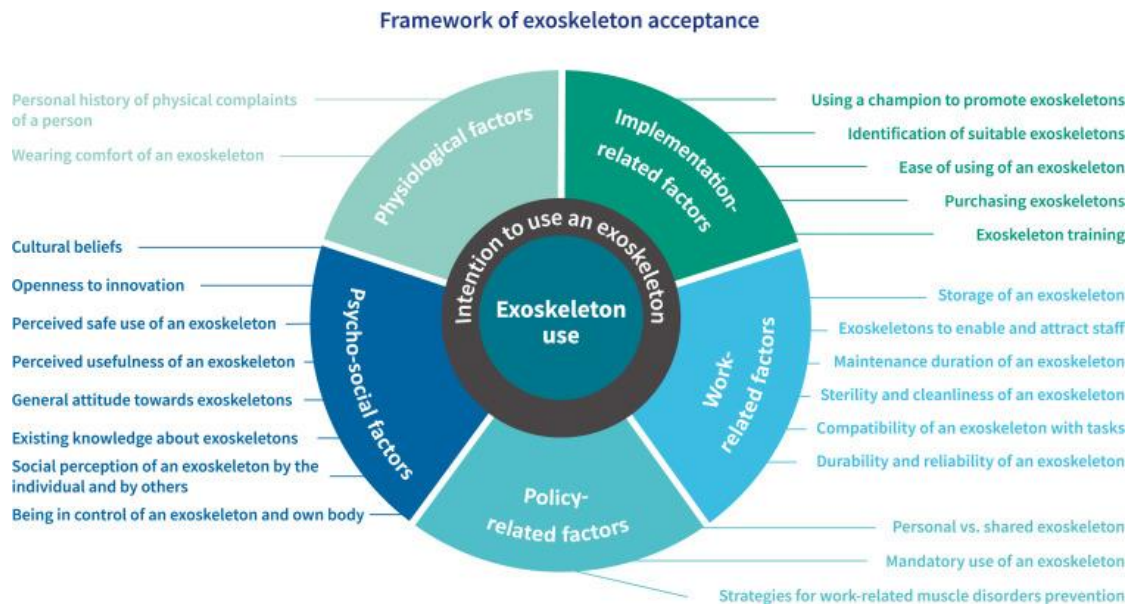 Framework of exoskeleton acceptance
Personal history of physical complaints
of a person
Wearing comfort of an exoskeleton
Physiological factors
Implementation-
related factors
Using a champion to promote exoskeletons
Identification of suitable exoskeletons
Ease of using of an exoskeleton
Purchasing exoskeletons
Exoskeleton training
Intention to use an exoskeleton
Exoskeleton
use
Cultural beliefs
Openness to innovation
Perceived safe use of an exoskeleton
Perceived usefulness of an exoskeleton
General attitude towards exoskeletons
Existing knowledge about exoskeletons
Social perception of an exoskeleton by the
individual and by others
Being in control of an exoskeleton and own body
Psycho-social factors
Work-
related factors
Storage of an exoskeleton
Exoskeletons to enable and attract staff
Maintenance duration of an exoskeleton
Sterility and cleanliness of an exoskeleton
Compatibility of an exoskeleton with tasks
Durability and reliability of an exoskeleton
Policy-
related factors
Personal vs. shared exoskeleton
Mandatory use of an exoskeleton
Strategies for work-related muscle disorders prevention